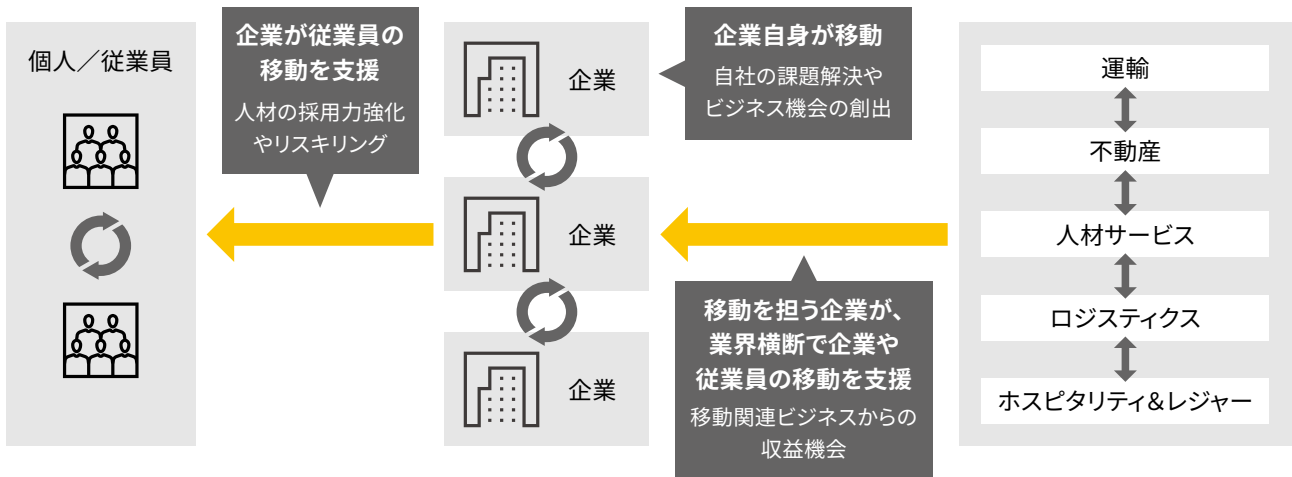 個人／従業員
企業が従業員の
移動を支援
人材の採用力強化
やリスキリング
企業
企業
企業
企業自身が移動
自社の課題解決や
ビジネス機会の創出
移動を担う企業が、
業界横断で企業や
従業員の移動を支援
移動関連ビジネスからの
収益機会
運輸
不動産
人材サービス
ロジスティクス
ホスピタリティ&レジャー